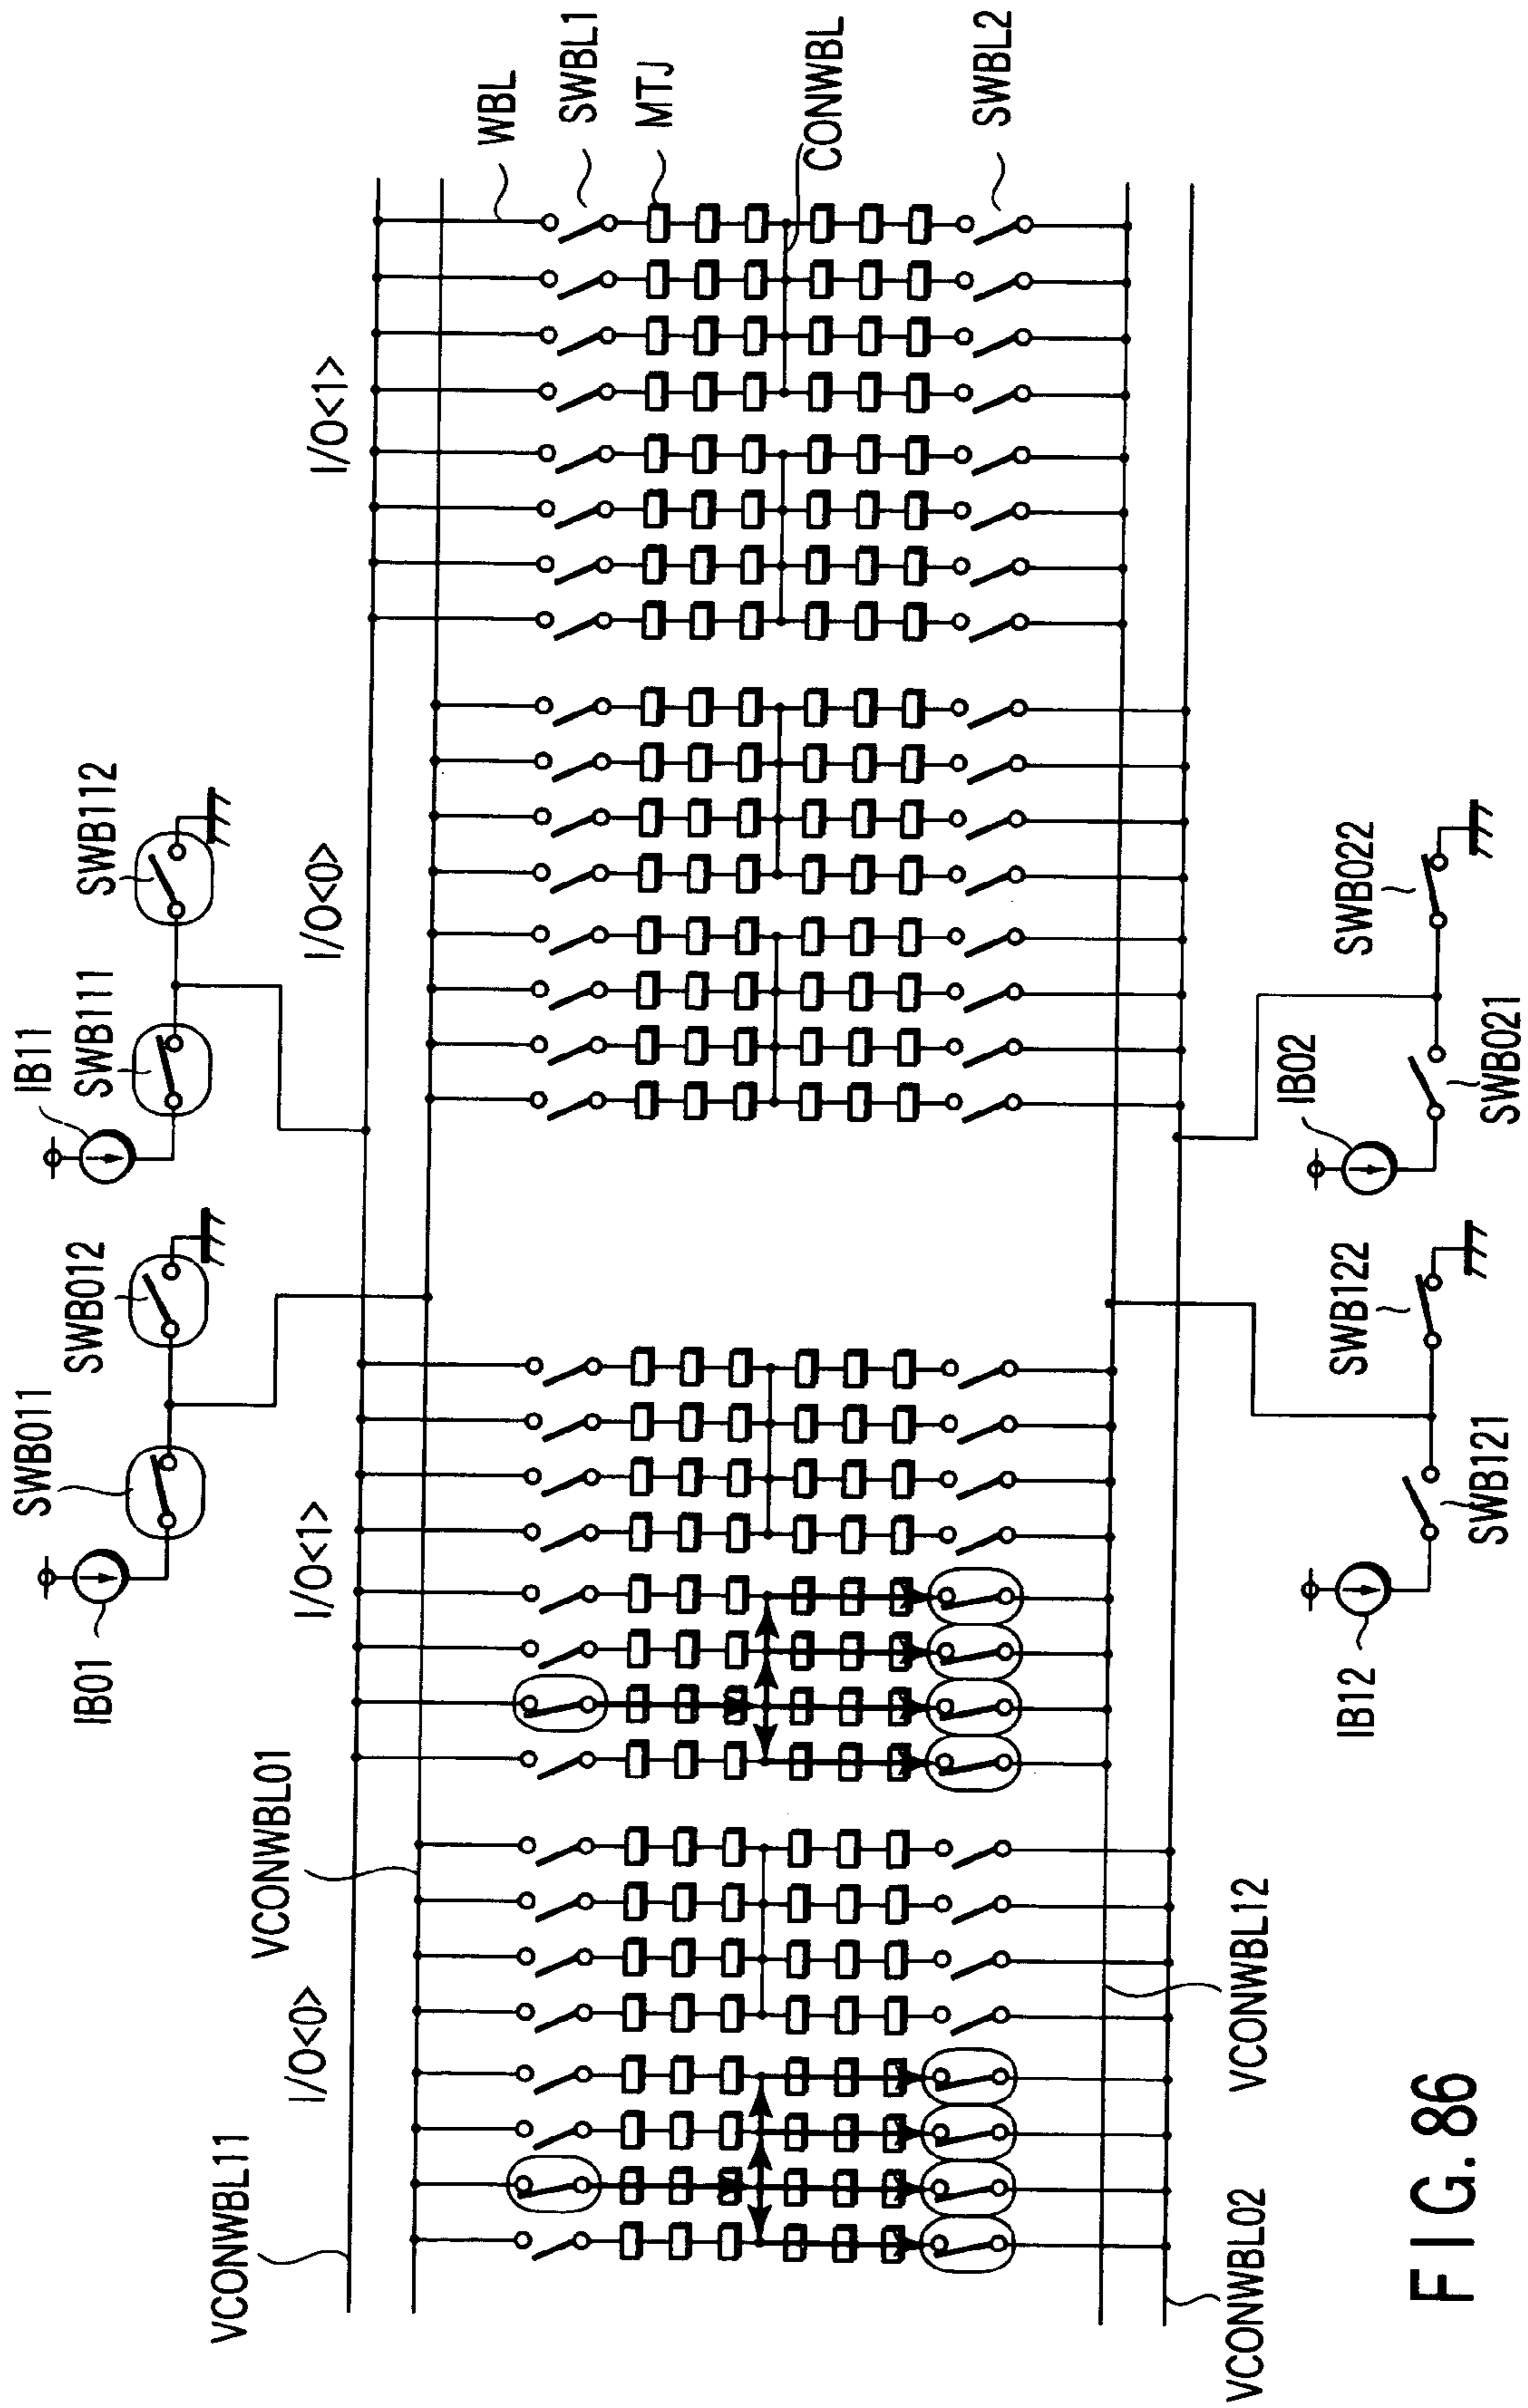 IB01
SWB011
SWB012
IB11
SWB111
SWB112
VCONWBL11
I/O<0>
VCONWBL01
I/O<1>
I/O<0>
I/O<1>
WBL
SWBL1
MTJ
CONWBL
SWBL2
VCONWBL02
VCONWBL12
IB12
SWB121
SWB122
IB02
SWB021
SWB022
FIG. 86